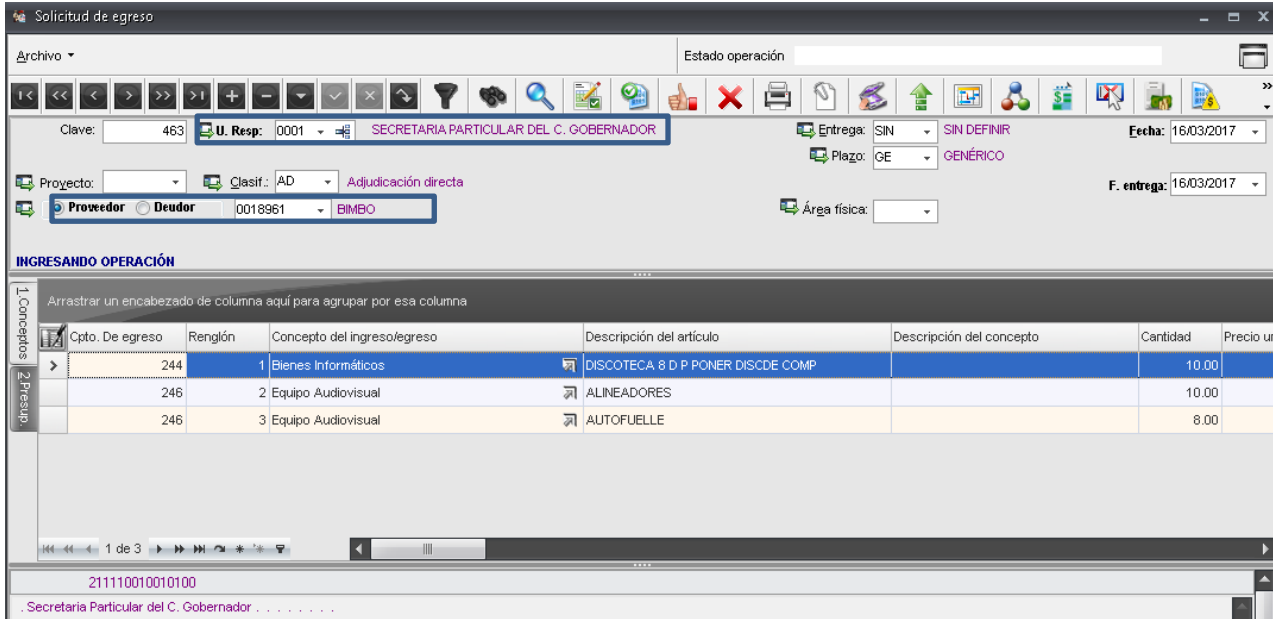 Solicitud de egreso
Archivo
Estado operación
Clave: 463 U. Resp: 0001 SECRETARIA PARTICULAR DEL C. GOBERNADOR Entrega: SIN SIN DEFINIR Fecha: 16/03/2017
Plazo: GE GENÉRICO
Proyecto: Clasif.: AD Adjudicación directa F. entrega: 16/03/2017
Proveedor Deudor 0018961 BIMBO Área física:
INGRESANDO OPERACIÓN
1.Conceptos
2.Presup.
Arrastrar un encabezado de columna aquí para agrupar por esa columna
Cpto. De egreso Renglón Concepto del ingreso/egreso Descripción del artículo Descripción del concepto Cantidad Precio un
244 1 Bienes Informáticos DISCOTECA 8 D P PONER DISCDE COMP 10.00
246 2 Equipo Audiovisual ALINEADORES 10.00
246 3 Equipo Audiovisual AUTOFUELLE 8.00
1 de 3
211110010010100
. Secretaria Particular del C. Gobernador . . . . . . . .